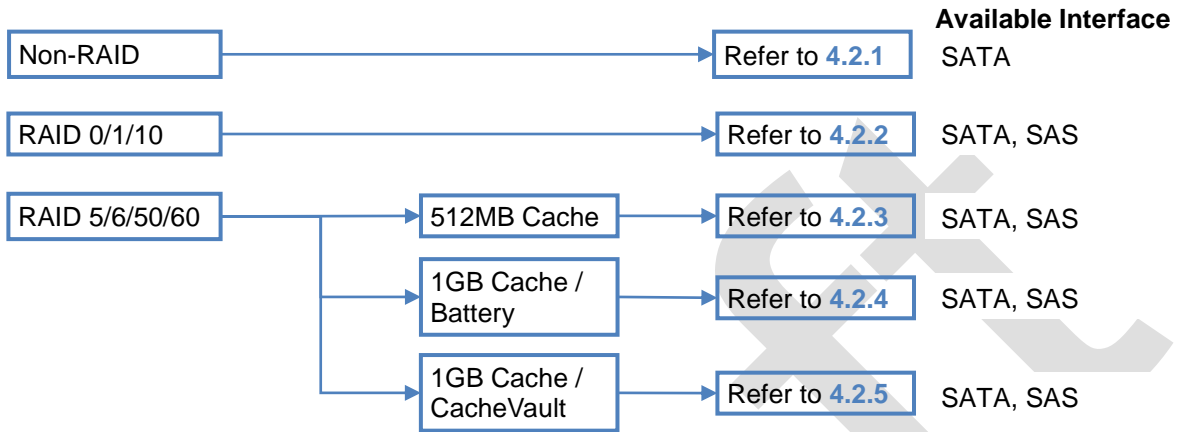 Available Interface
Non-RAID
Refer to 4.2.1
SATA
RAID 0/1/10
Refer to 4.2.2
SATA, SAS
RAID 5/6/50/60
512MB Cache
Refer to 4.2.3
SATA, SAS
1GB Cache /
Battery
Refer to 4.2.4
SATA, SAS
1GB Cache /
CacheVault
Refer to 4.2.5
SATA, SAS